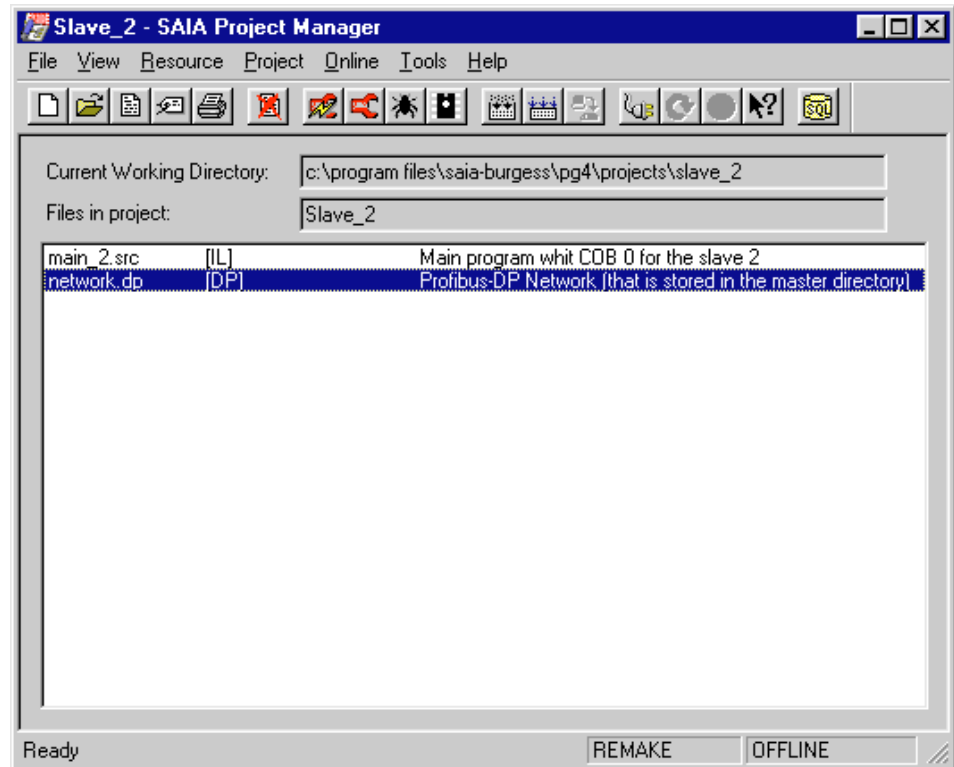 Slave_2 - SAIA Project Manager
File View Resource Project Online Tools Help
SQL
Current Working Directory: c:\program files\saia-burgess\pg4\projects\slave_2
Files in project: Slave_2
main_2.src [IL] Main program whit COB 0 for the slave 2
network.dp [DP] Profibus-DP Network (that is stored in the master directory)
Ready REMAKE OFFLINE